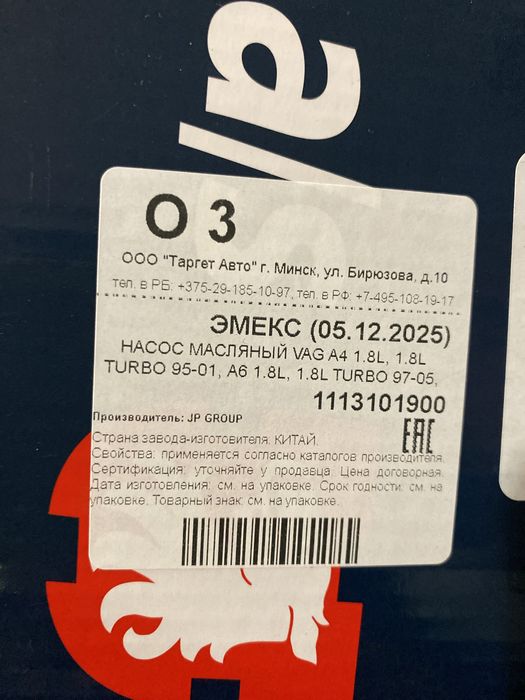 a/s
О 3
ООО "Таргет Авто" г. Минск, ул. Бирюзова, д.10
тел. в РБ: +375-29-185-10-97, тел. в РФ: +7-495-108-19-17
ЭМЕКС (05.12.2025)
НАСОС МАСЛЯНЫЙ VAG A4 1.8L, 1.8L
TURBO 95-01, A6 1.8L, 1.8L TURBO 97-05,
1113101900
Производитель: JP GROUP
EAC
Страна завода-изготовителя: КИТАЙ.
Свойства: применяется согласно каталогов производителя.
Сертификация: уточняйте у продавца. Цена договорная.
Дата изготовления: см. на упаковке. Срок годности: см. на
упаковке. Товарный знак: см. на упаковке.